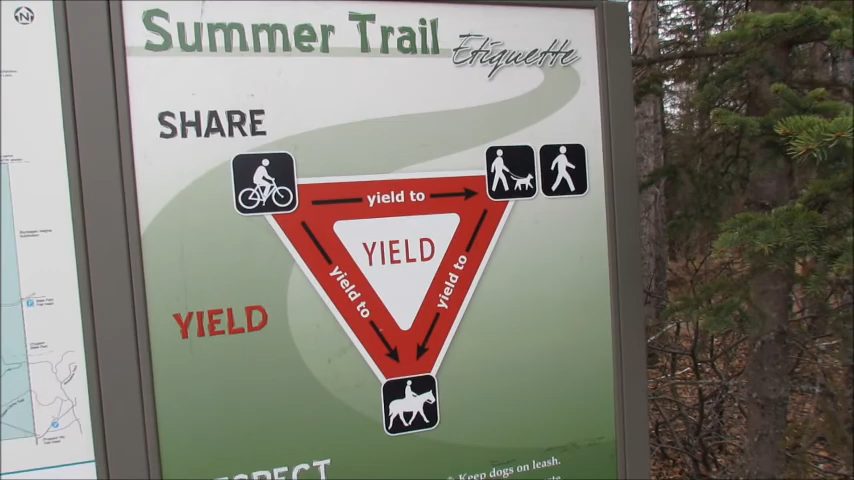 N
Summer Trail Etiquette
SHARE
yield to
YIELD
yield to
yield to
YIELD
Keep dogs on leash.